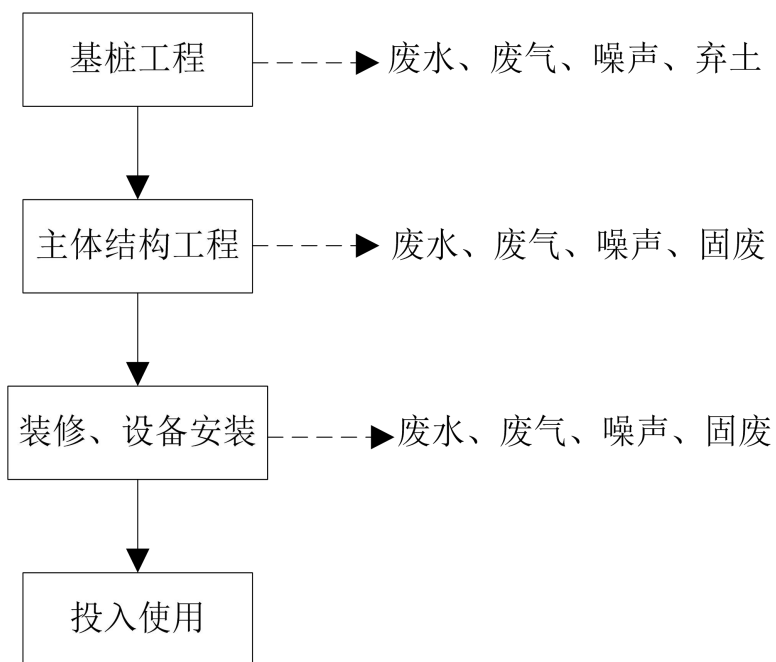 基桩工程
废水、废气、噪声、弃土
主体结构工程
废水、废气、噪声、固废
装修、设备安装
废水、废气、噪声、固废
投入使用